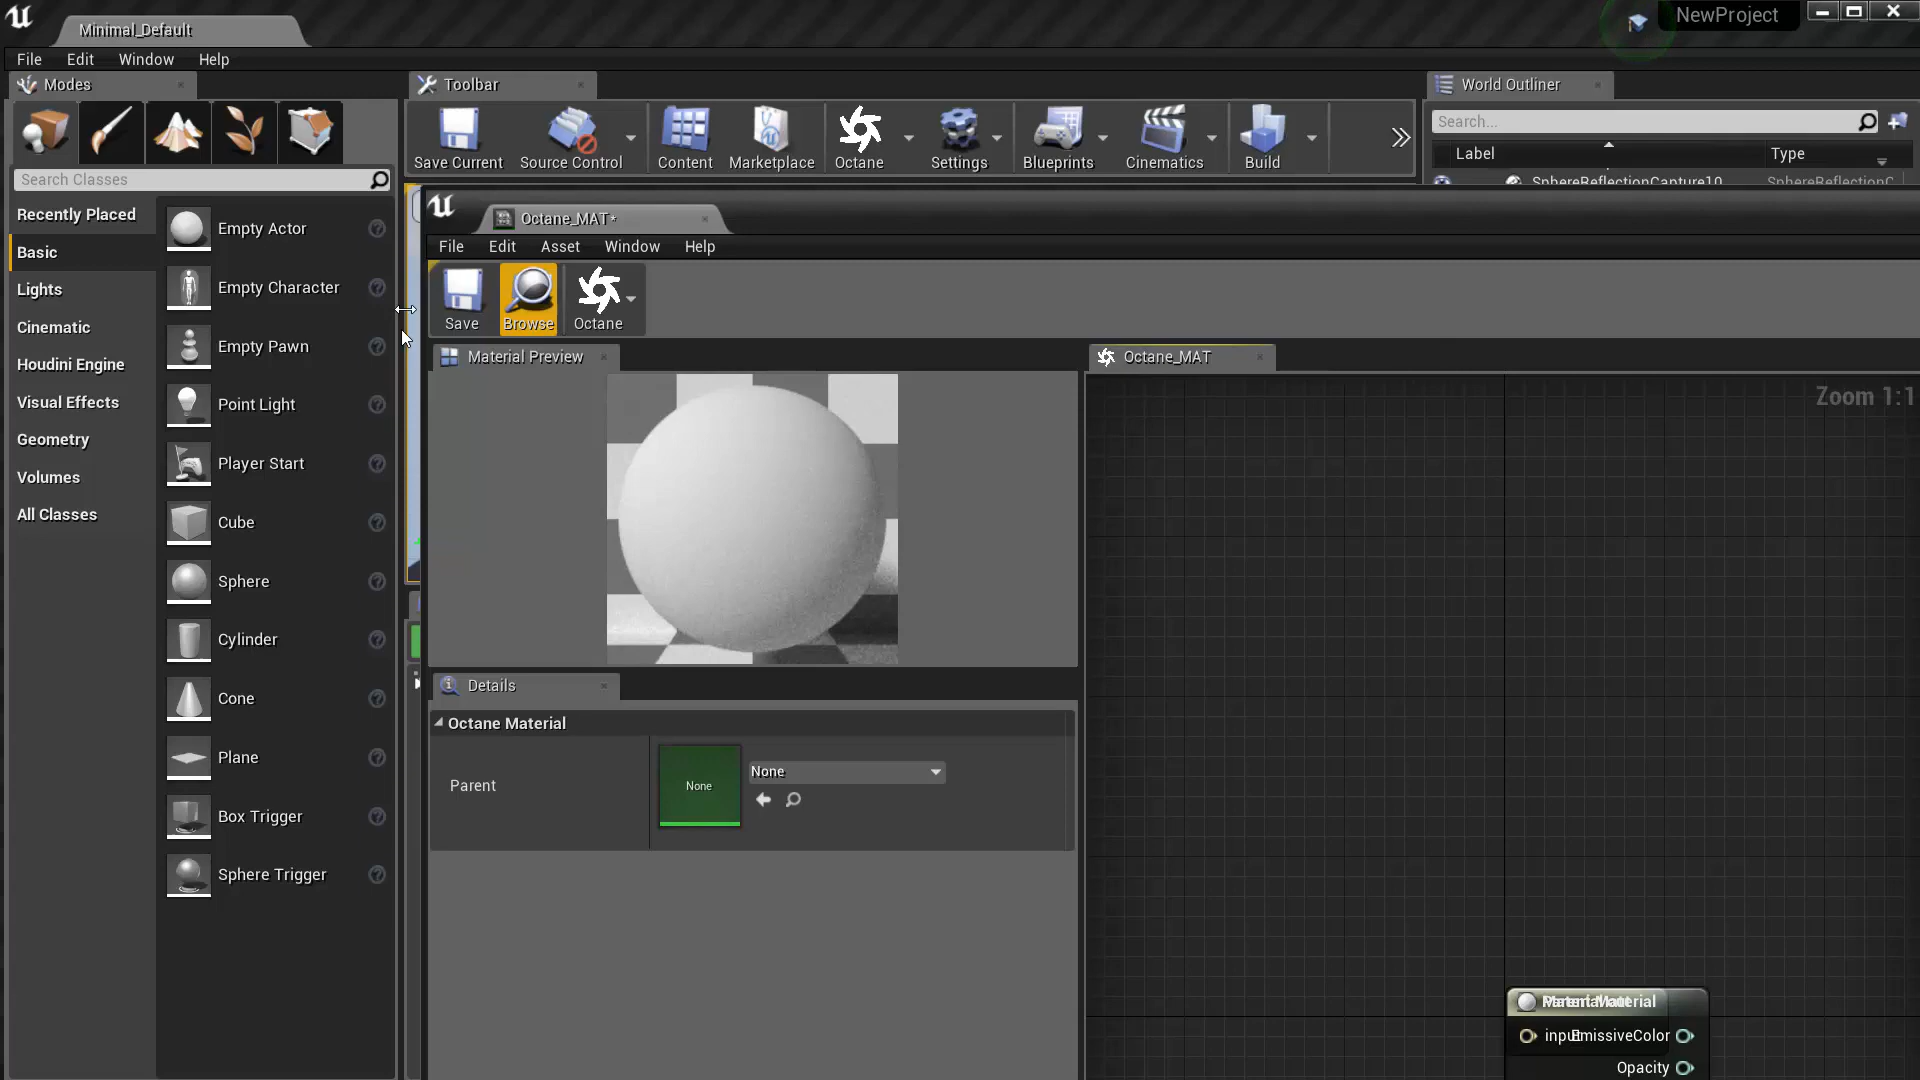 Minimal_Default
NewProject
File Edit Window Help
Modes
Toolbar
World Outliner
Save Current
Source Control
Content
Marketplace
Octane
Settings
Blueprints
Cinematics
Build
Search...
Label
Type
SphereReflectionCapture10
SphereReflectionC
Search Classes
Recently Placed
Basic
Lights
Cinematic
Houdini Engine
Visual Effects
Geometry
Volumes
All Classes
Empty Actor
Empty Character
Empty Pawn
Point Light
Player Start
Cube
Sphere
Cylinder
Cone
Plane
Box Trigger
Sphere Trigger
Octane_MAT*
File Edit Asset Window Help
Save
Browse
Octane
Material Preview
Details
Octane Material
Parent
None
None
Octane_MAT
Zoom 1:1
Material
input
EmissiveColor
Opacity